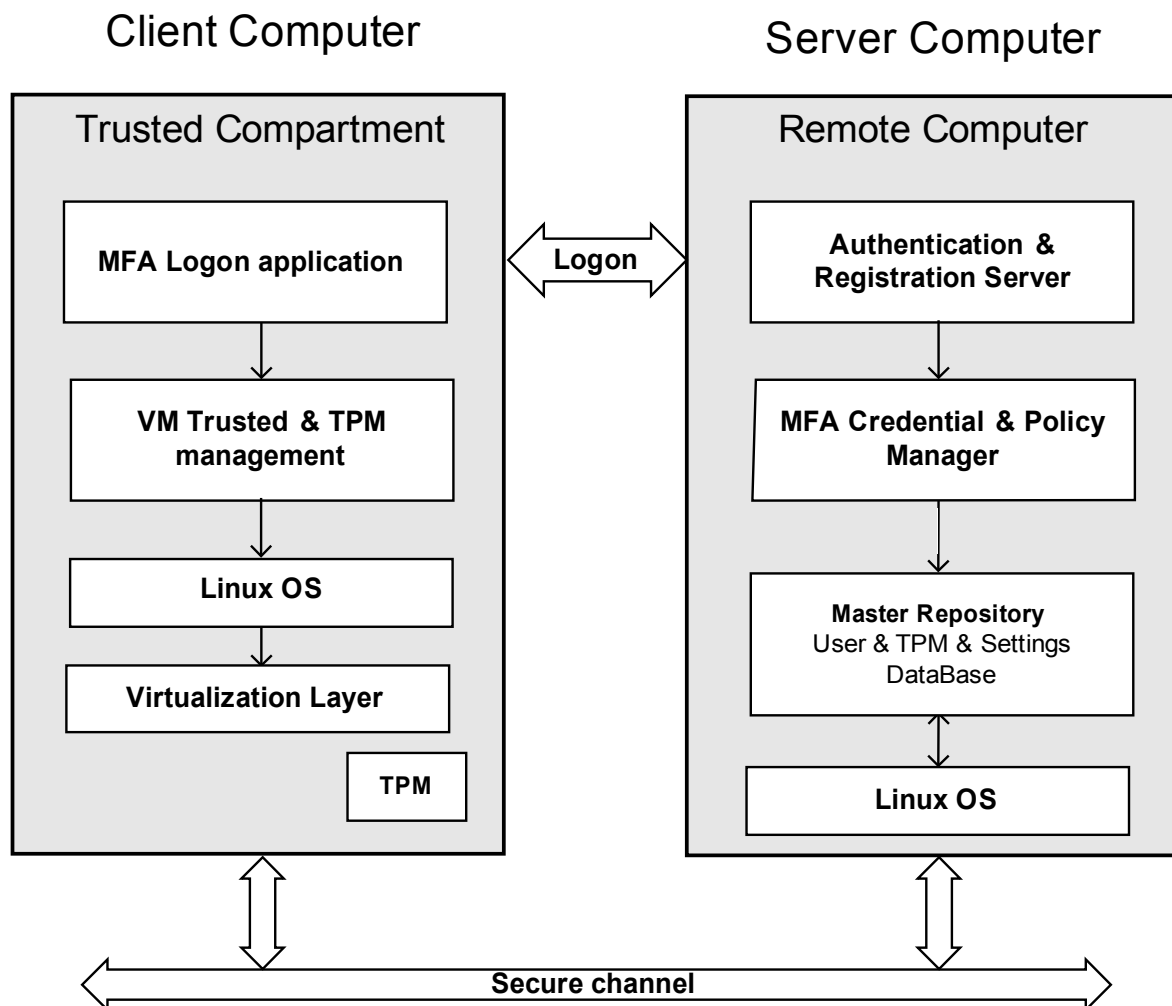 Client Computer
Server Computer
Trusted Compartment
MFA Logon application
VM Trusted & TPM
management
Linux OS
Virtualization Layer
TPM
Logon
Remote Computer
Authentication &
Registration Server
MFA Credential & Policy
Manager
Master Repository
User & TPM & Settings
DataBase
Linux OS
Secure channel